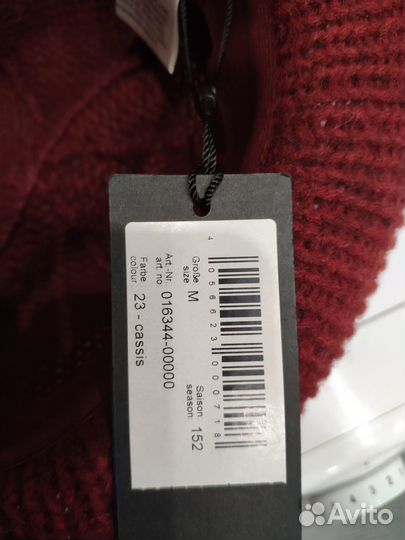 4 056623 000718
Größe: size: M Saison: season: 152
Art.-Nr.: art. no: 016344-00000
Farbe: colour: 23 - cassis
Avito